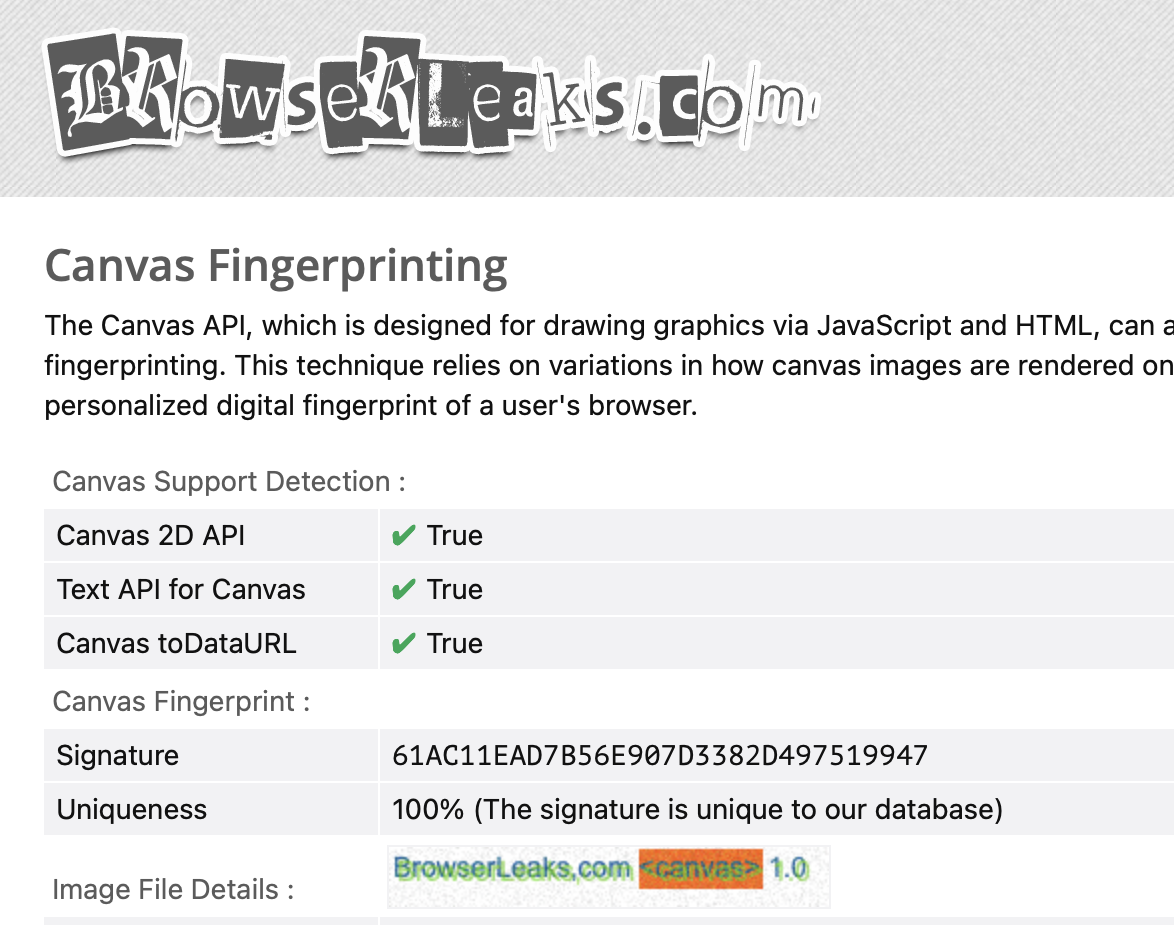 BRowseRLeaks.com
Canvas Fingerprinting
The Canvas API, which is designed for drawing graphics via JavaScript and HTML, can a
fingerprinting. This technique relies on variations in how canvas images are rendered on
personalized digital fingerprint of a user's browser.
Canvas Support Detection :
Canvas 2D API ✔ True
Text API for Canvas ✔ True
Canvas toDataURL ✔ True
Canvas Fingerprint :
Signature 61AC11EAD7B56E907D3382D497519947
Uniqueness 100% (The signature is unique to our database)
BrowserLeaks,com <canvas> 1.0
Image File Details :